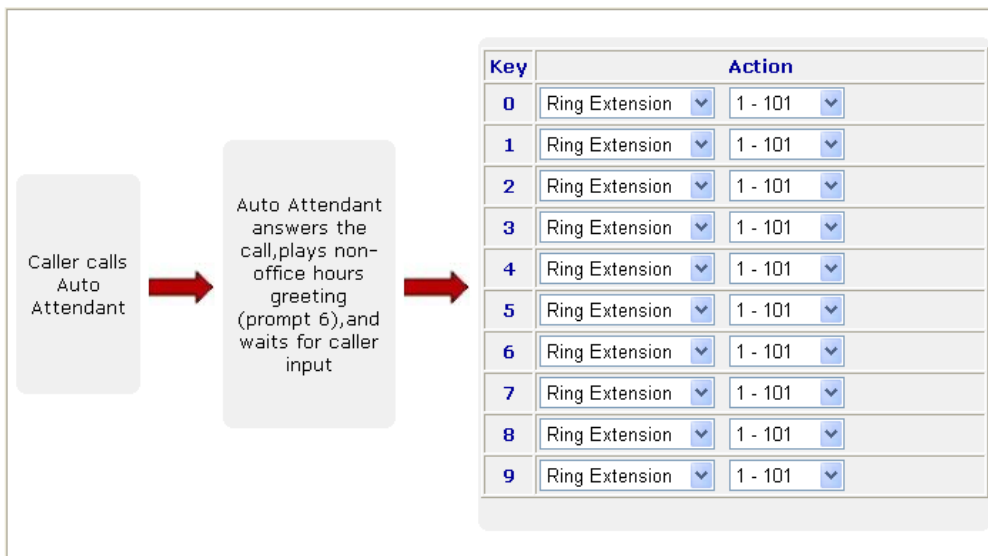 Caller calls
Auto
Attendant
Auto Attendant
answers the
call,plays non-
office hours
greeting
(prompt 6),and
waits for caller
input
Key Action
0 Ring Extension 1 - 101
1 Ring Extension 1 - 101
2 Ring Extension 1 - 101
3 Ring Extension 1 - 101
4 Ring Extension 1 - 101
5 Ring Extension 1 - 101
6 Ring Extension 1 - 101
7 Ring Extension 1 - 101
8 Ring Extension 1 - 101
9 Ring Extension 1 - 101